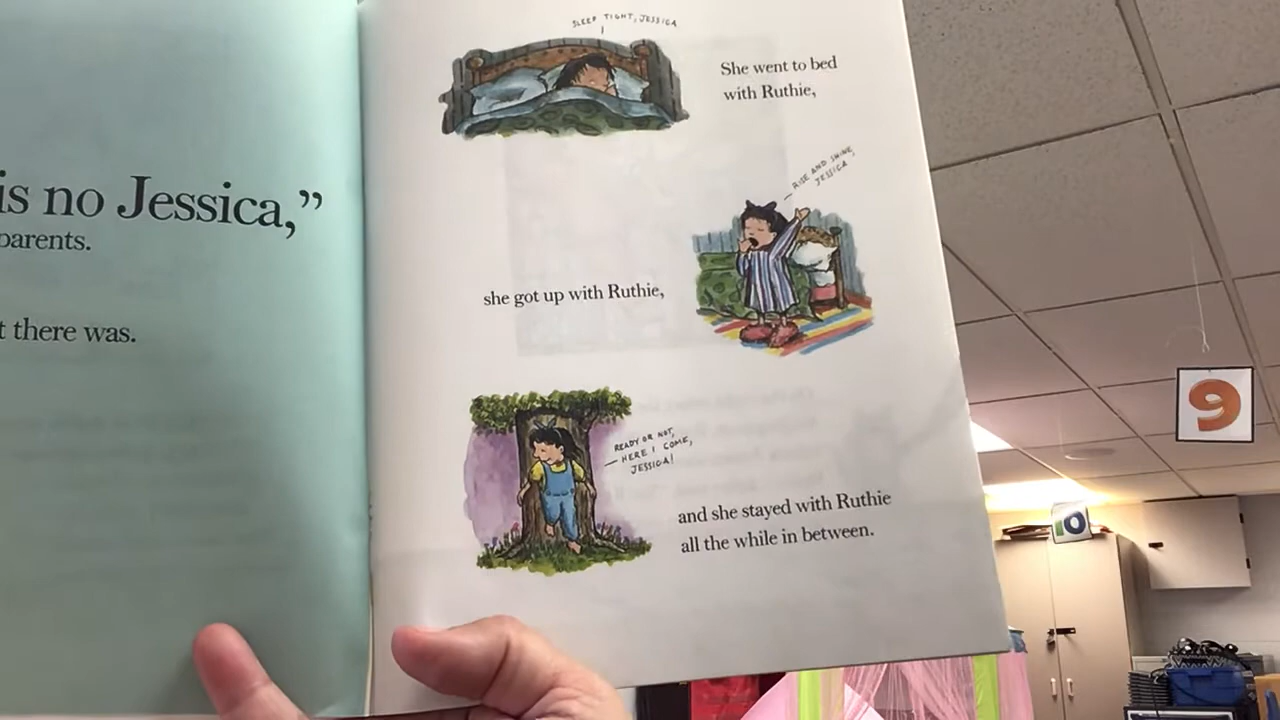 is no Jessica,”
parents.
t there was.
SLEEP TIGHT, JESSICA
She went to bed
with Ruthie,
RISE AND SHINE,
JESSICA
she got up with Ruthie,
READY OR NOT,
HERE I COME,
JESSICA!
and she stayed with Ruthie
all the while in between.
9
10